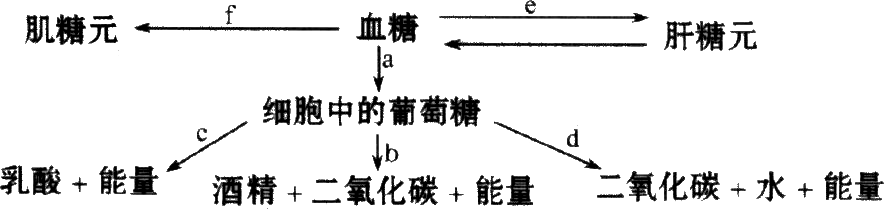 肌糖元 f 血糖 e 肝糖元
a
细胞中的葡萄糖
c b d
乳酸 + 能量 酒精 + 二氧化碳 + 能量 二氧化碳 + 水 + 能量